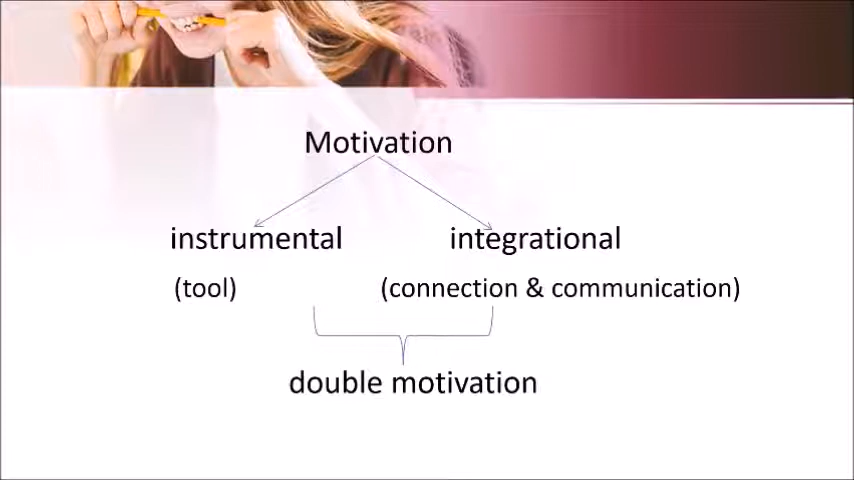 Motivation
instrumental integrational
(tool) (connection & communication)
double motivation